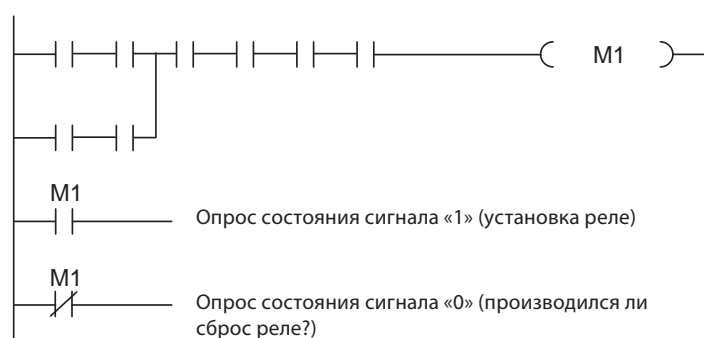 M1
M1
Опрос состояния сигнала «1» (установка реле)
M1
Опрос состояния сигнала «0» (производился ли
сброс реле?)